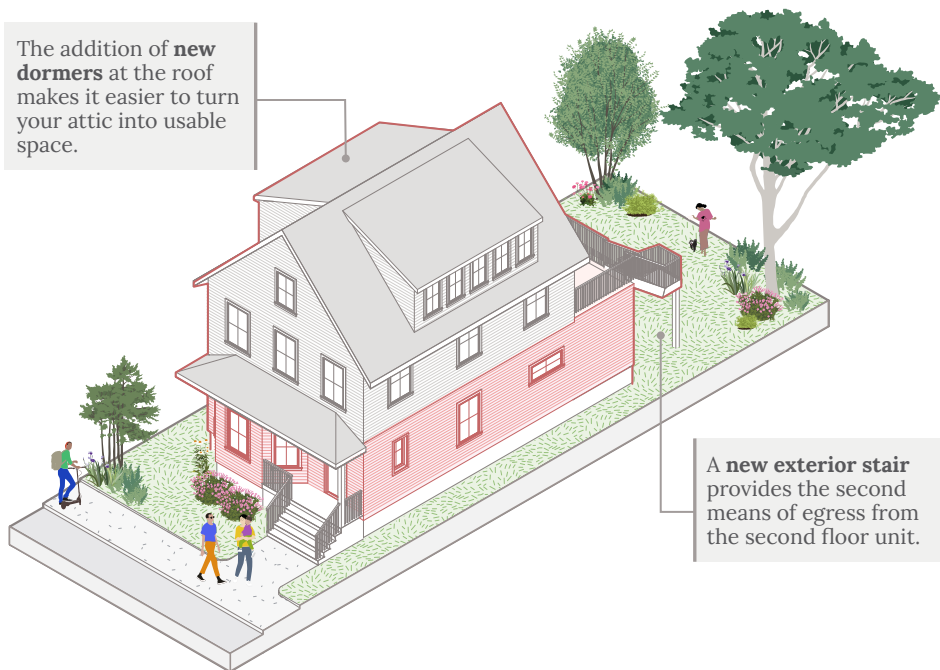 The addition of new
dormers at the roof
makes it easier to turn
your attic into usable
space.
A new exterior stair
provides the second
means of egress from
the second floor unit.